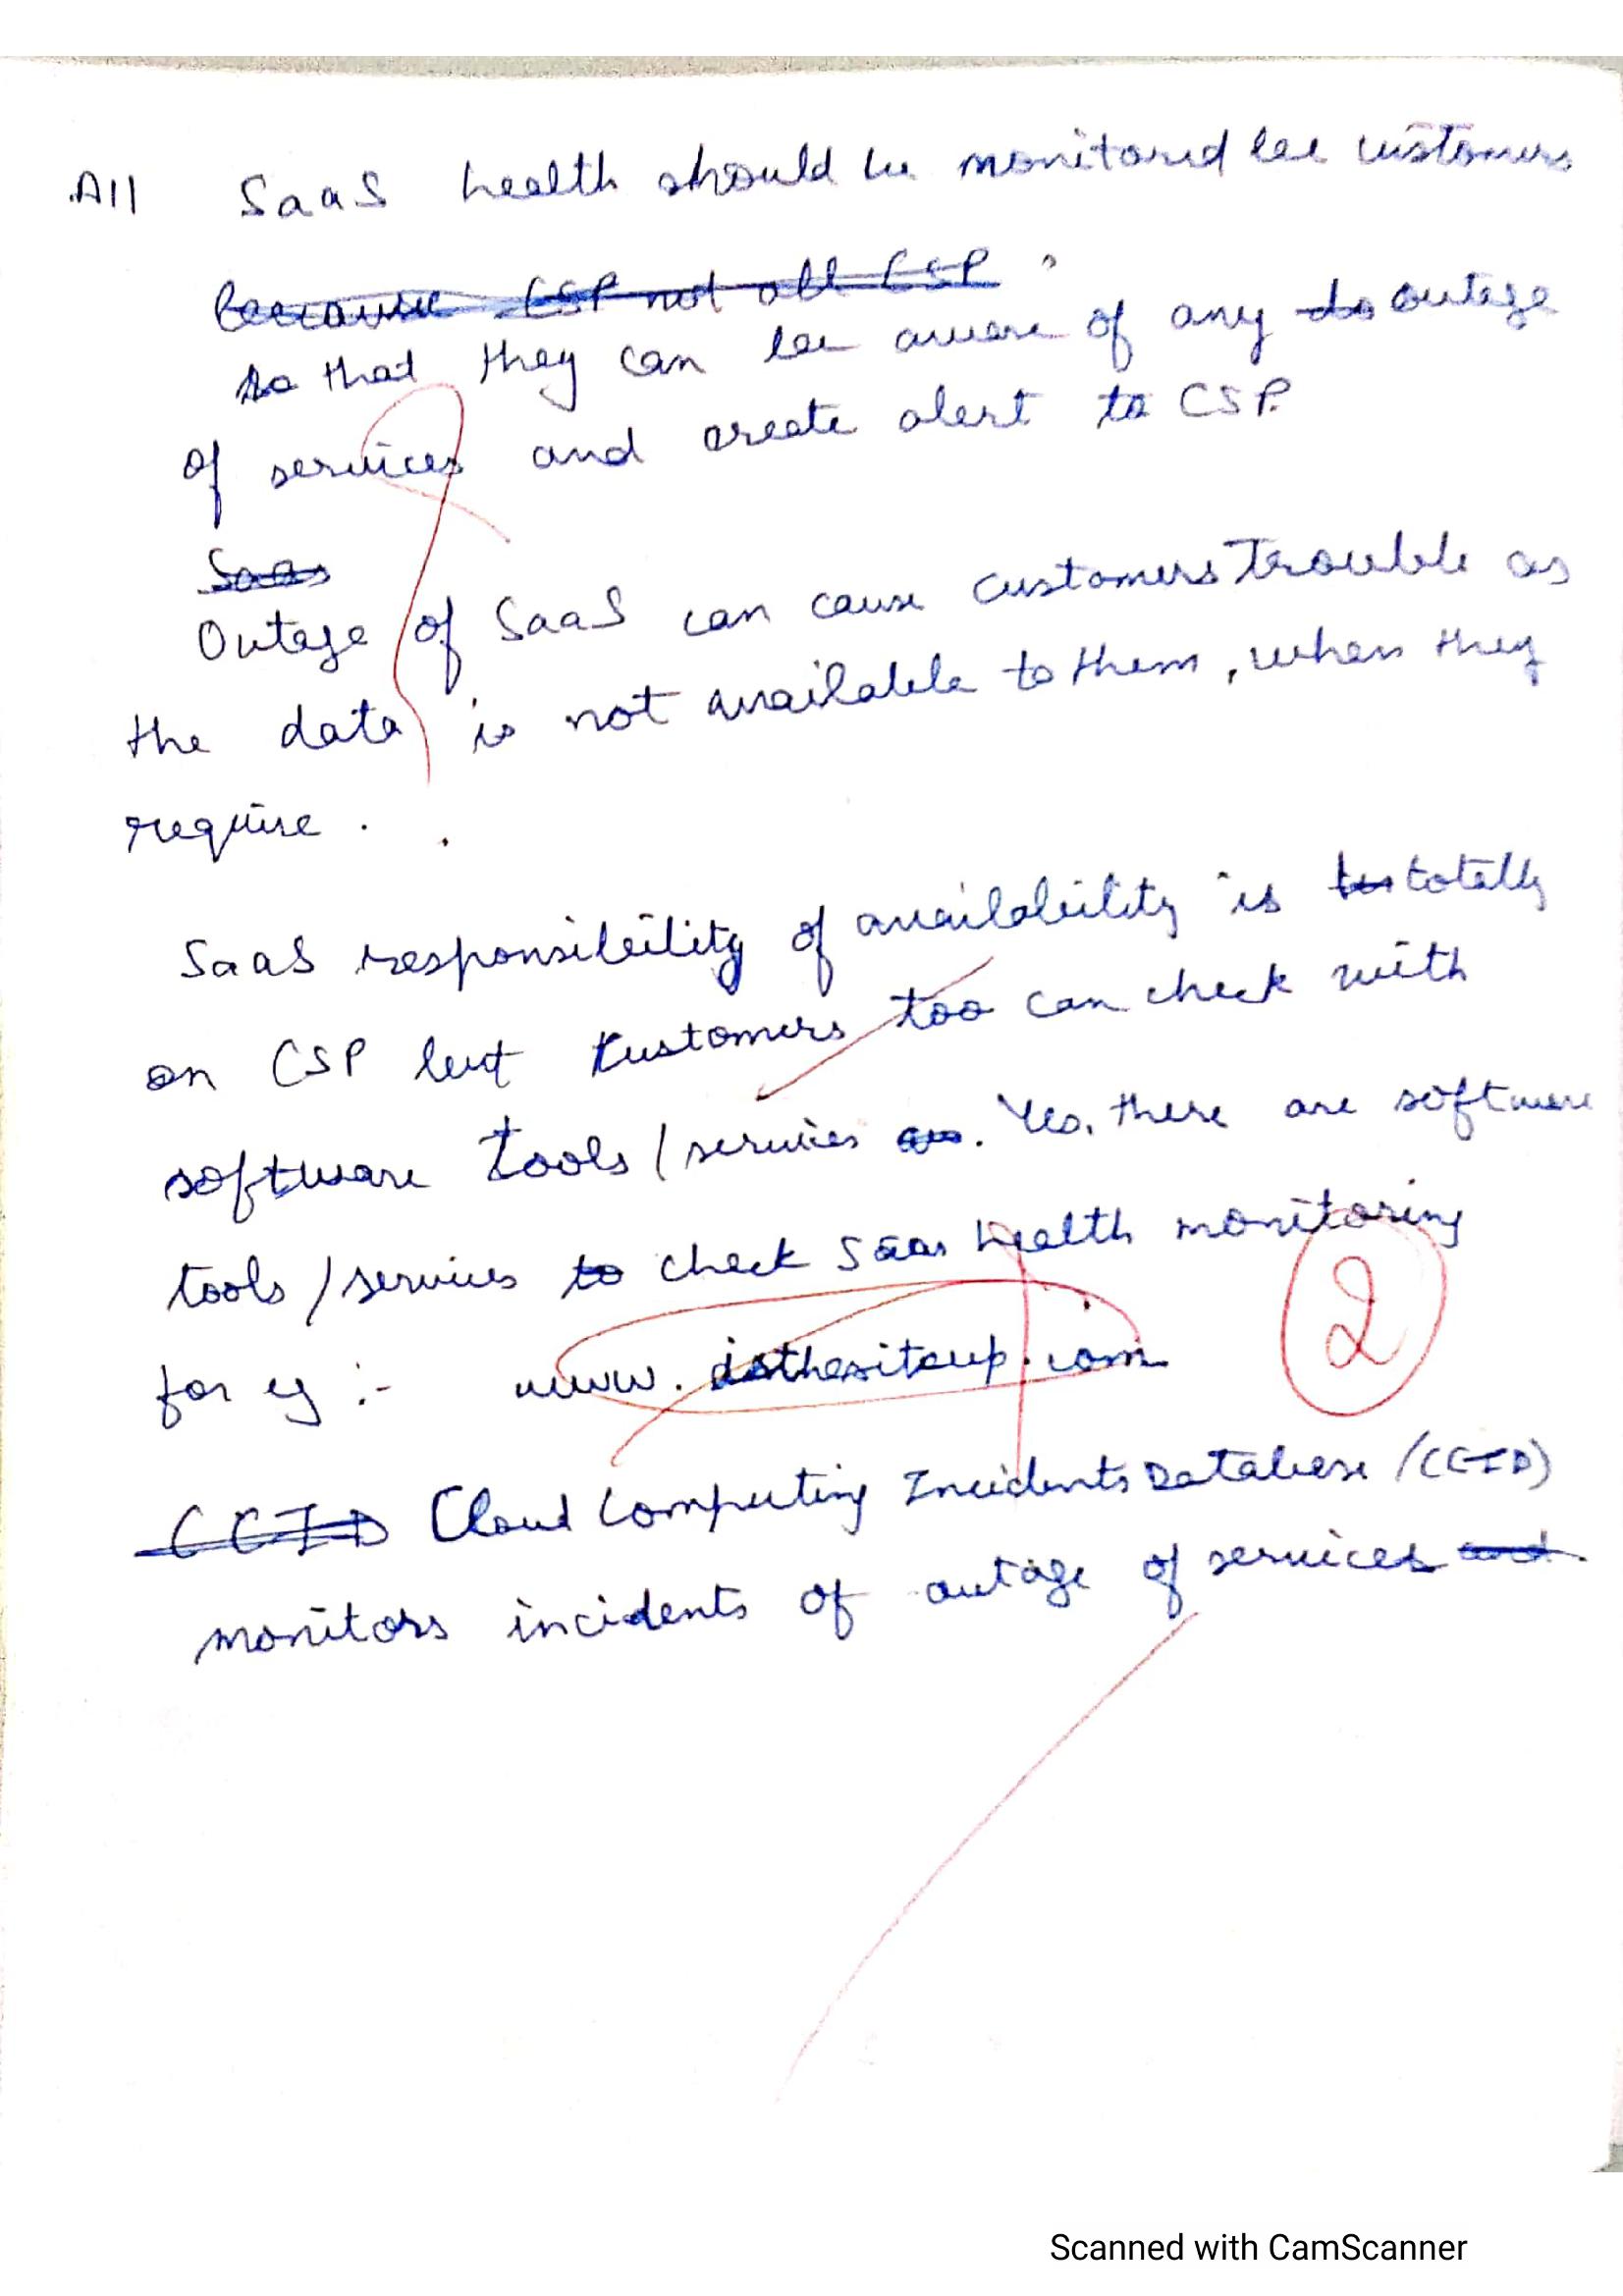 A11 SaaS health should be monitored be customers
because CSP not all CSP
so that they can be aware of any do outage
of services and create alert to CSP.
Saas
Outage of SaaS can cause customers Trouble as
the data is not available to them, when they
require.
SaaS responsibility of availability is totally
on CSP but customers too can check with
software tools / services. Yes, there are software
tools / services to check Saas health monitoring
for eg :- www. isthesiteup.com
2
CCID Cloud Computing Incidents Database (CCID)
monitors incidents of outage of services and
Scanned with CamScanner